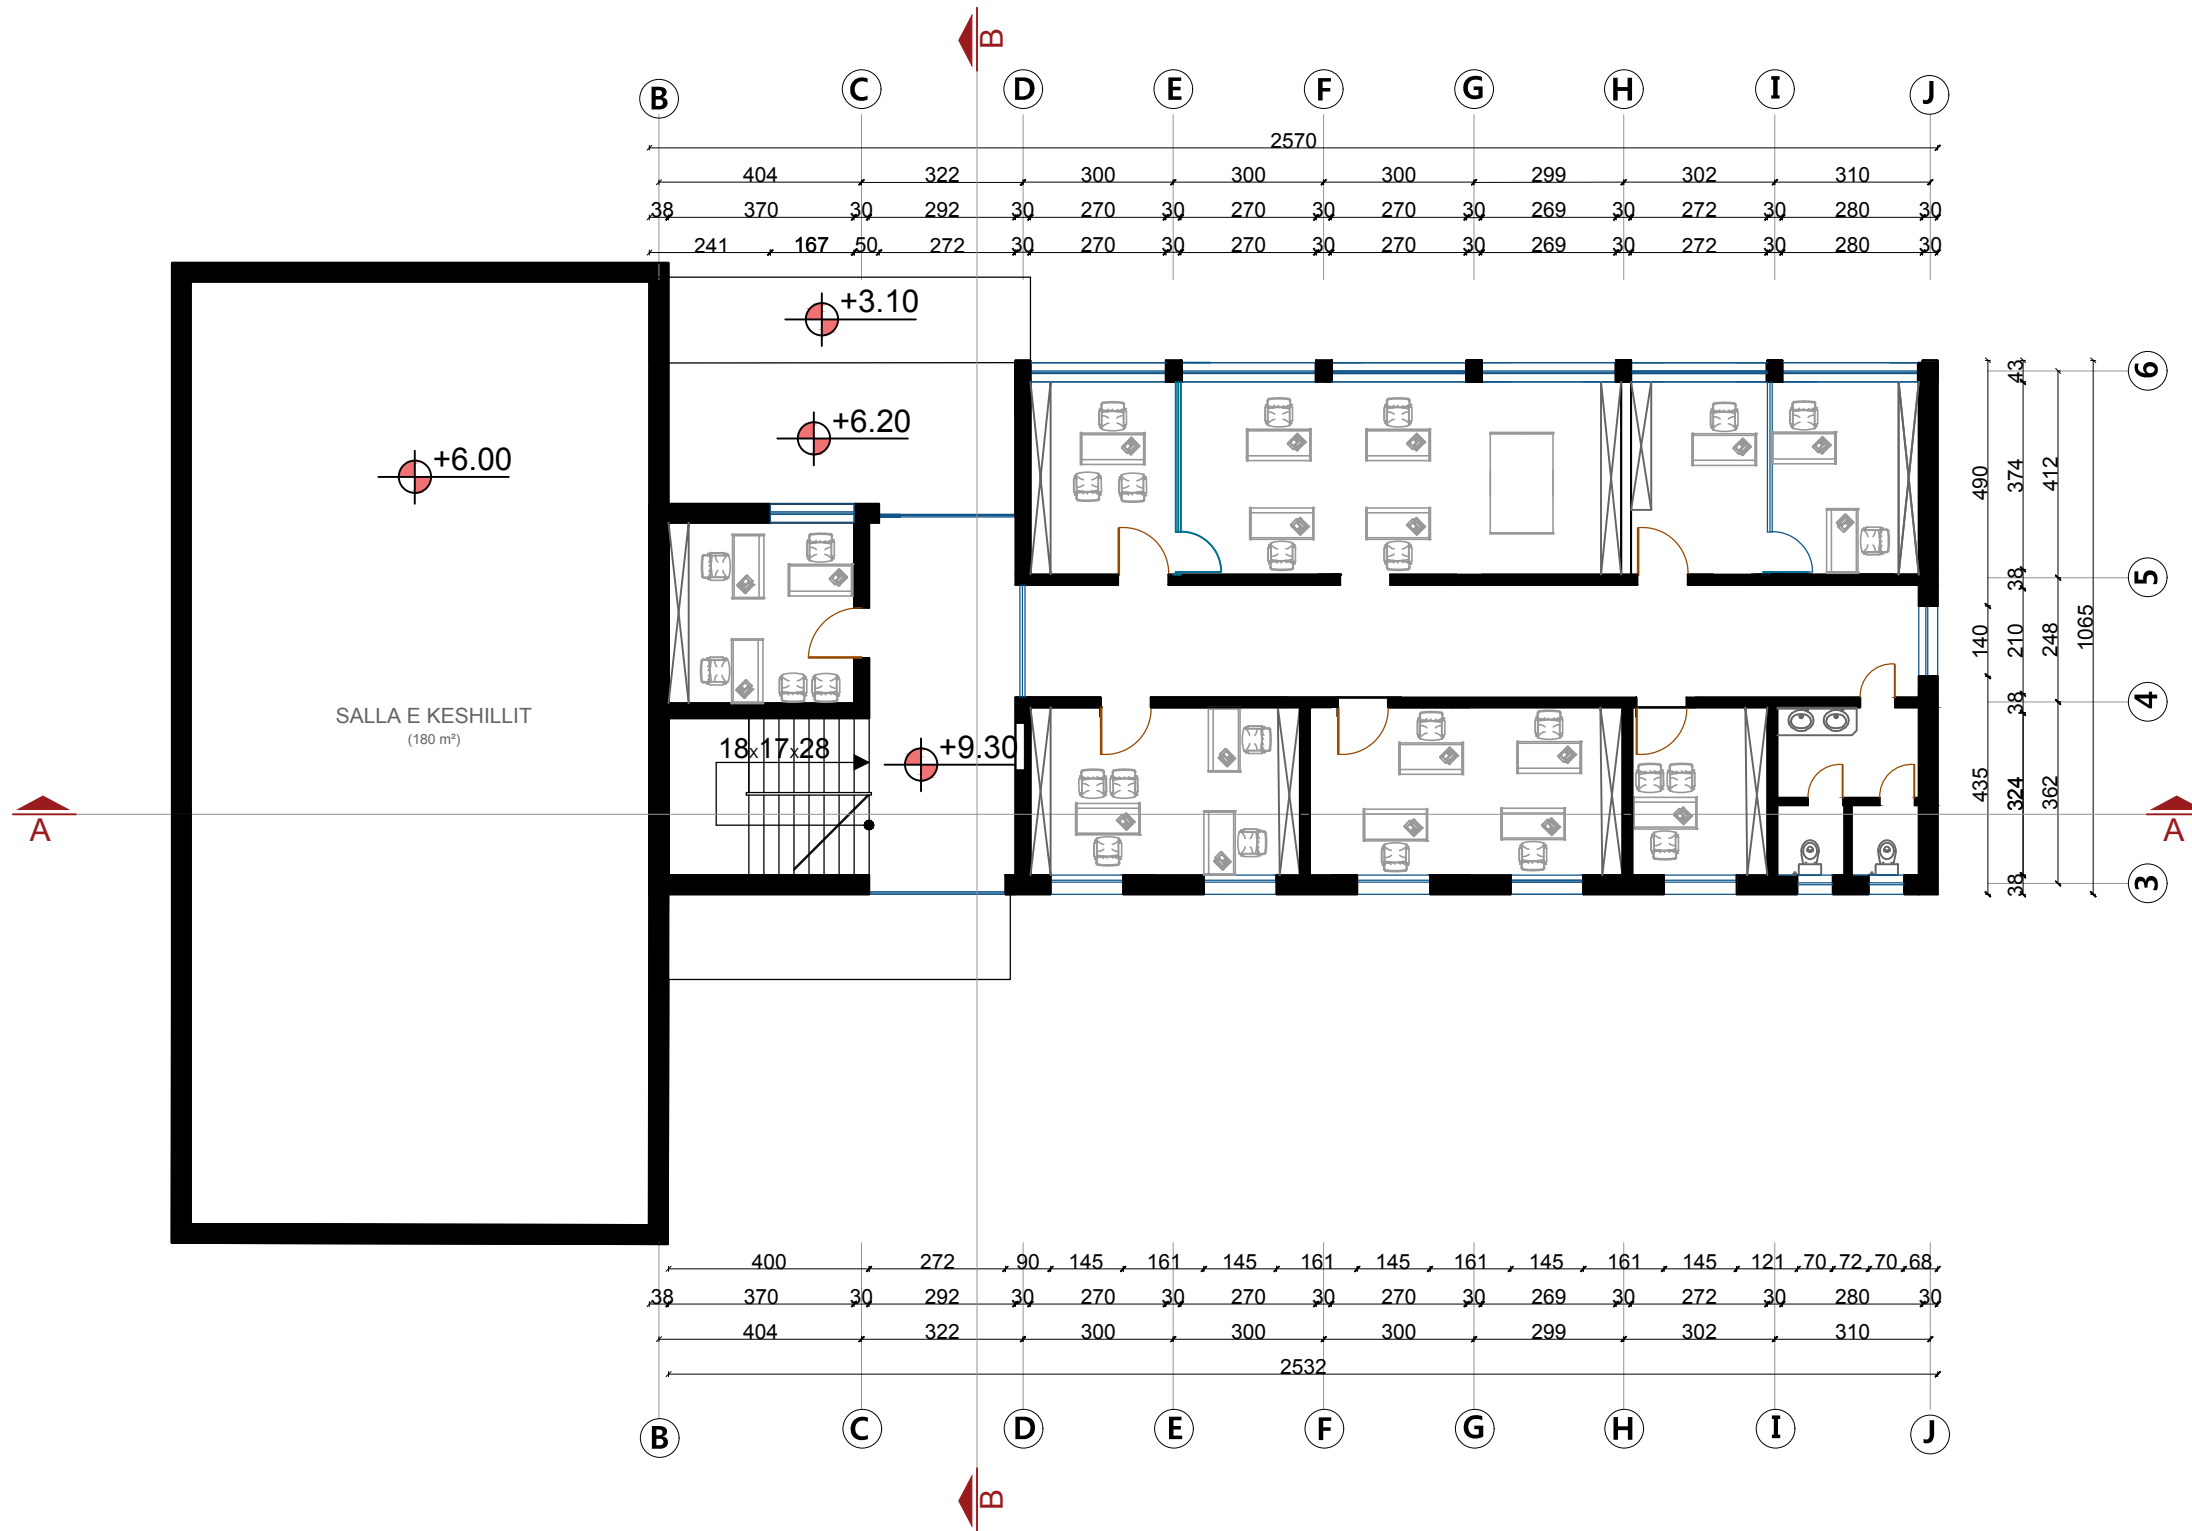 B
B C D E F G H I J
2570
404 322 300 300 300 299 302 310
38 370 30 292 30 270 30 270 30 270 30 269 30 272 30 280 30
241 167 50 272 30 270 30 270 30 270 30 269 30 272 30 280 30
+3.10
+6.20
+6.00
+9.30
18x17x28
SALLA E KESHILLIT
(180 m²)
A
A
490 140 435
43 374 38 210 38 324 38
412 248 362
1065
6
5
4
3
400 272 90 145 161 145 161 145 161 145 161 145 121 70 72 70 68
38 370 30 292 30 270 30 270 30 270 30 269 30 272 30 280 30
404 322 300 300 300 299 302 310
2532
B C D E F G H I J
B